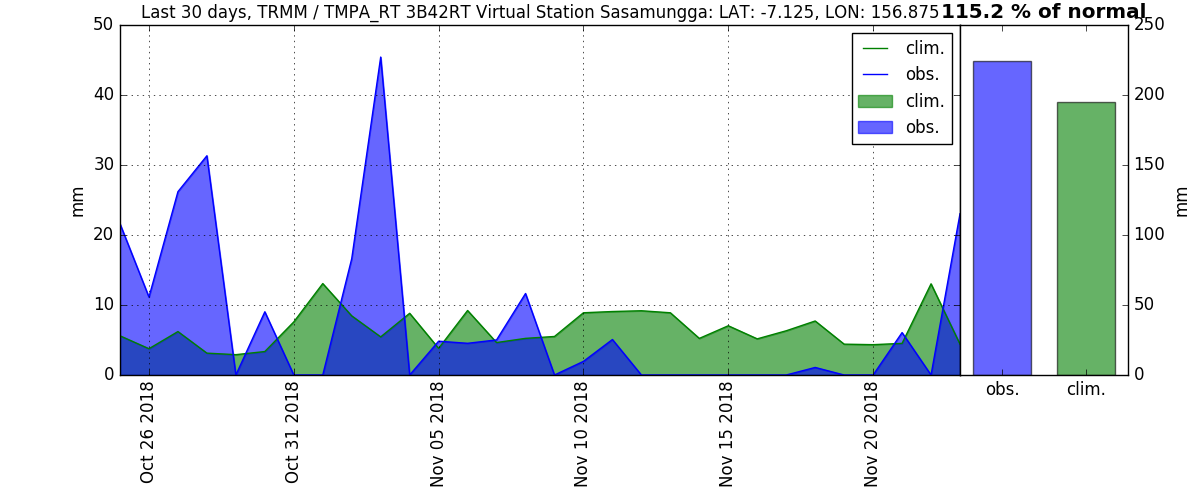 Last 30 days, TRMM / TMPA_RT 3B42RT Virtual Station Sasamungga: LAT: -7.125, LON: 156.875
115.2 % of normal
50
40
30
20
10
0
mm
clim.
obs.
clim.
obs.
Oct 26 2018
Oct 31 2018
Nov 05 2018
Nov 10 2018
Nov 15 2018
Nov 20 2018
250
200
150
100
50
0
mm
obs.
clim.